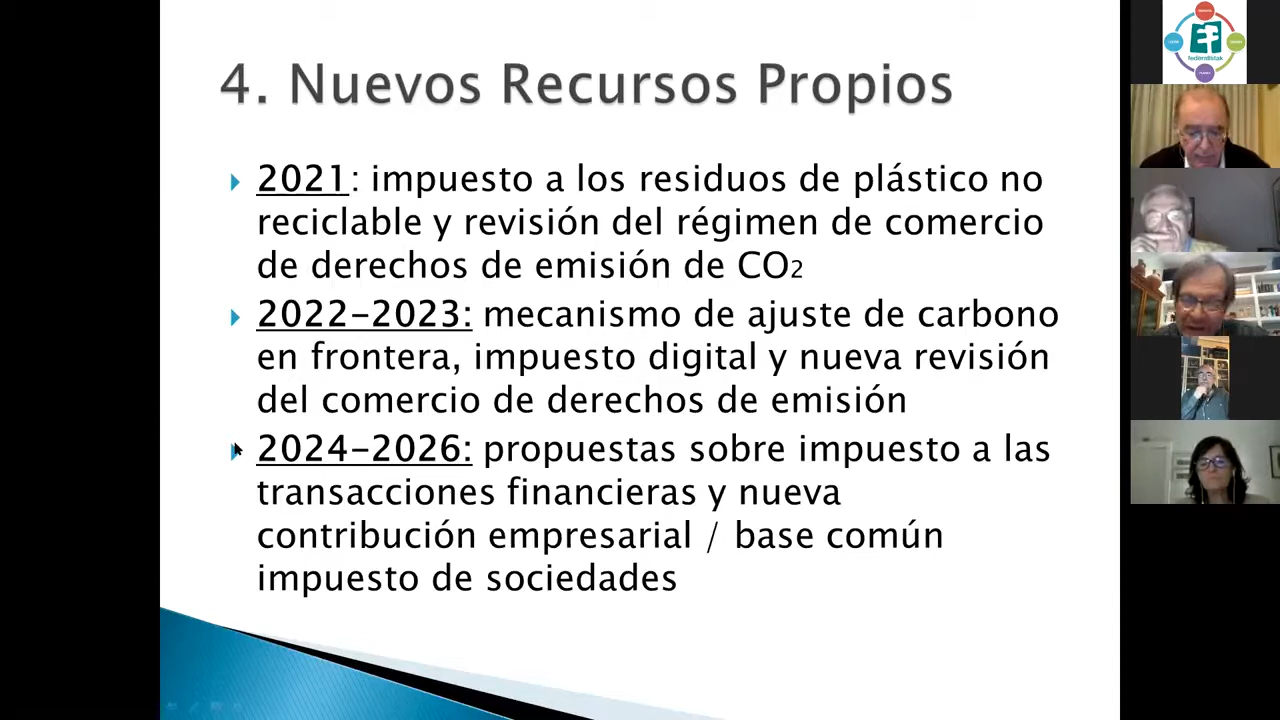 4. Nuevos Recursos Propios
2021: impuesto a los residuos de plástico no
reciclable y revisión del régimen de comercio
de derechos de emisión de CO2
2022-2023: mecanismo de ajuste de carbono
en frontera, impuesto digital y nueva revisión
del comercio de derechos de emisión
2024-2026: propuestas sobre impuesto a las
transacciones financieras y nueva
contribución empresarial / base común
impuesto de sociedades
federalistak